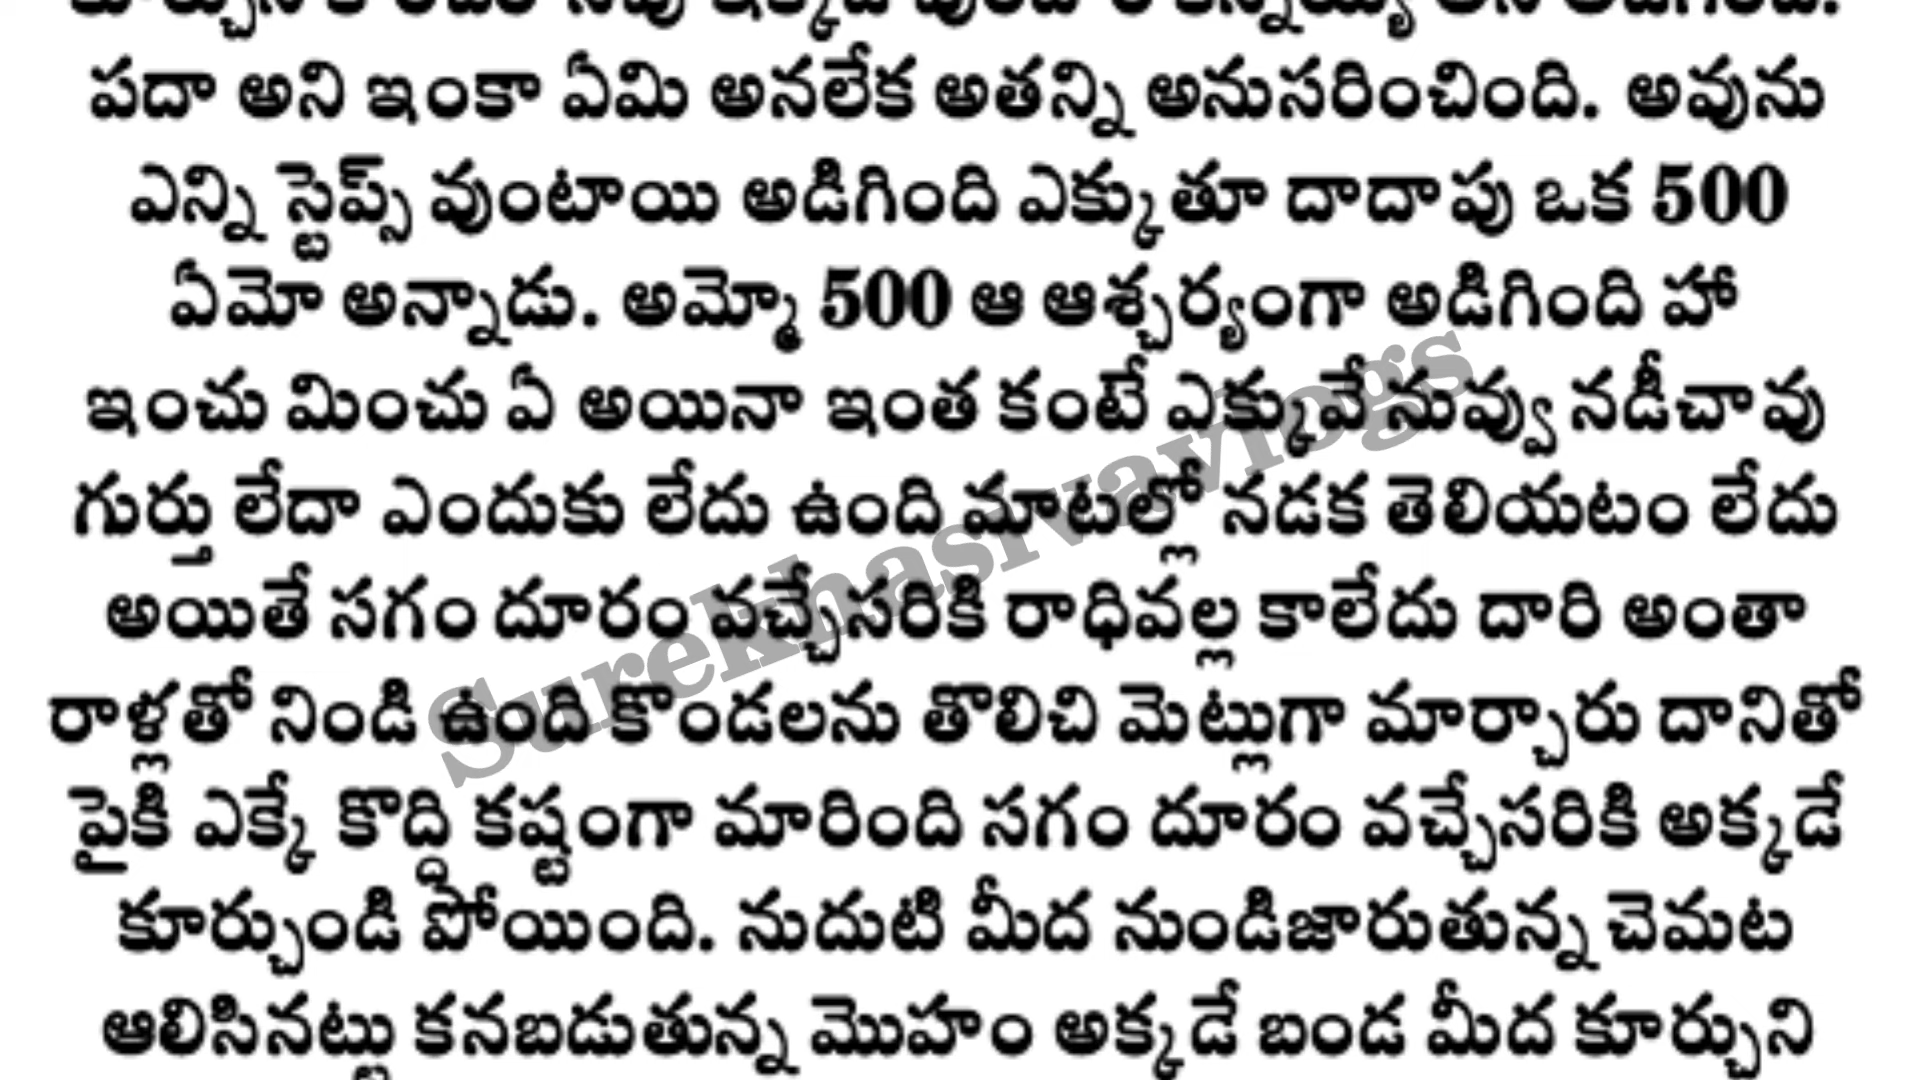 పదా అని ఇంకా ఏమి అనలేక అతన్ని అనుసరించింది. అవును
ఎన్ని స్టెప్స్ వుంటాయి అడిగింది ఎక్కుతూ దాదాపు ఒక 500
ఏమో అన్నాడు. అమ్మో 500 ఆ ఆశ్చర్యంగా అడిగింది హా
ఇంచు మించు ఏ అయినా ఇంత కంటే ఎక్కువే నువ్వు నడీచావు
గుర్తు లేదా ఎందుకు లేదు ఉంది మాటల్లో నడక తెలియటం లేదు
అయితే సగం దూరం వచ్చేసరికి రాధివల్ల కాలేదు దారి అంతా
రాళ్లతో నిండి ఉంది కొండలను తొలిచి మెట్లుగా మార్చారు దానితో
పైకి ఎక్కే కొద్ది కష్టంగా మారింది సగం దూరం వచ్చేసరికి అక్కడే
కూర్చుండి పోయింది. నుదుటి మీద నుండిజారుతున్న చెమట
ఆలిసినట్టు కనబడుతున్న మొహం అక్కడే బండ మీద కూర్చుని
Surekhasivavlogs